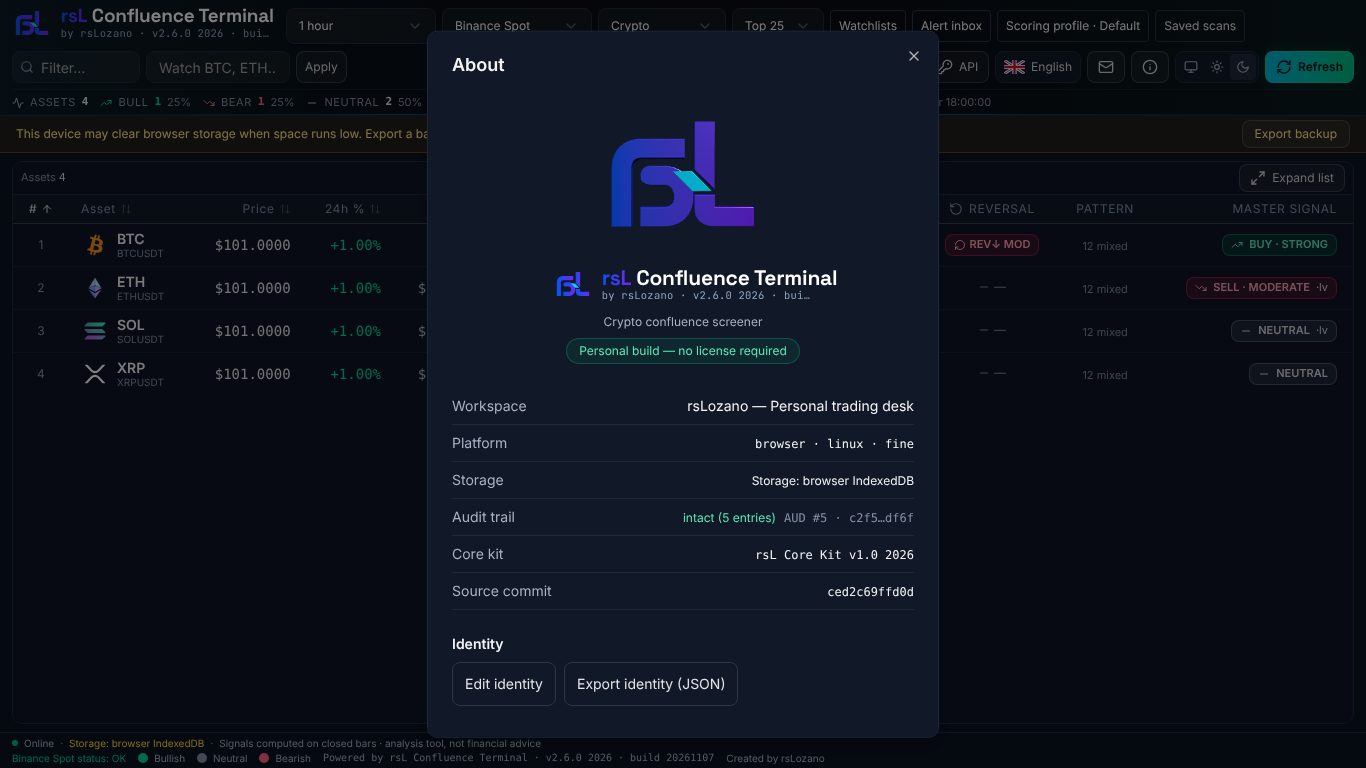 rsL Confluence Terminal
by rsLozano · v2.6.0 2026 · bui…
1 hour
Binance Spot
Crypto
Top 25
Watchlists
Alert inbox
Scoring profile · Default
Saved scans
Filter...
Watch BTC, ETH..
Apply
API
English
Refresh
ASSETS 4 BULL 1 25% BEAR 1 25% NEUTRAL 2 50%
18:00:00
This device may clear browser storage when space runs low. Export a ba
Export backup
Assets 4
Expand list
# Asset Price 24h % REVERSAL PATTERN MASTER SIGNAL
1 BTC $101.0000 +1.00% REV↓ MOD 12 mixed BUY · STRONG
BTCUSDT
2 ETH $101.0000 +1.00% $ — — 12 mixed SELL · MODERATE ·lv
ETHUSDT
3 SOL $101.0000 +1.00% $ — — 12 mixed — NEUTRAL ·lv
SOLUSDT
4 XRP $101.0000 +1.00% $ — — 12 mixed — NEUTRAL
XRPUSDT
About
rsL
rsL Confluence Terminal
by rsLozano · v2.6.0 2026 · bui…
Crypto confluence screener
Personal build — no license required
Workspace rsLozano — Personal trading desk
Platform browser · linux · fine
Storage Storage: browser IndexedDB
Audit trail intact (5 entries) AUD #5 · c2f5…df6f
Core kit rsL Core Kit v1.0 2026
Source commit ced2c69ffd0d
Identity
Edit identity
Export identity (JSON)
Online · Storage: browser IndexedDB · Signals computed on closed bars · analysis tool, not financial advice
Binance Spot status: OK Bullish Neutral Bearish Powered by rsL Confluence Terminal · v2.6.0 2026 · build 20261107 Created by rsLozano